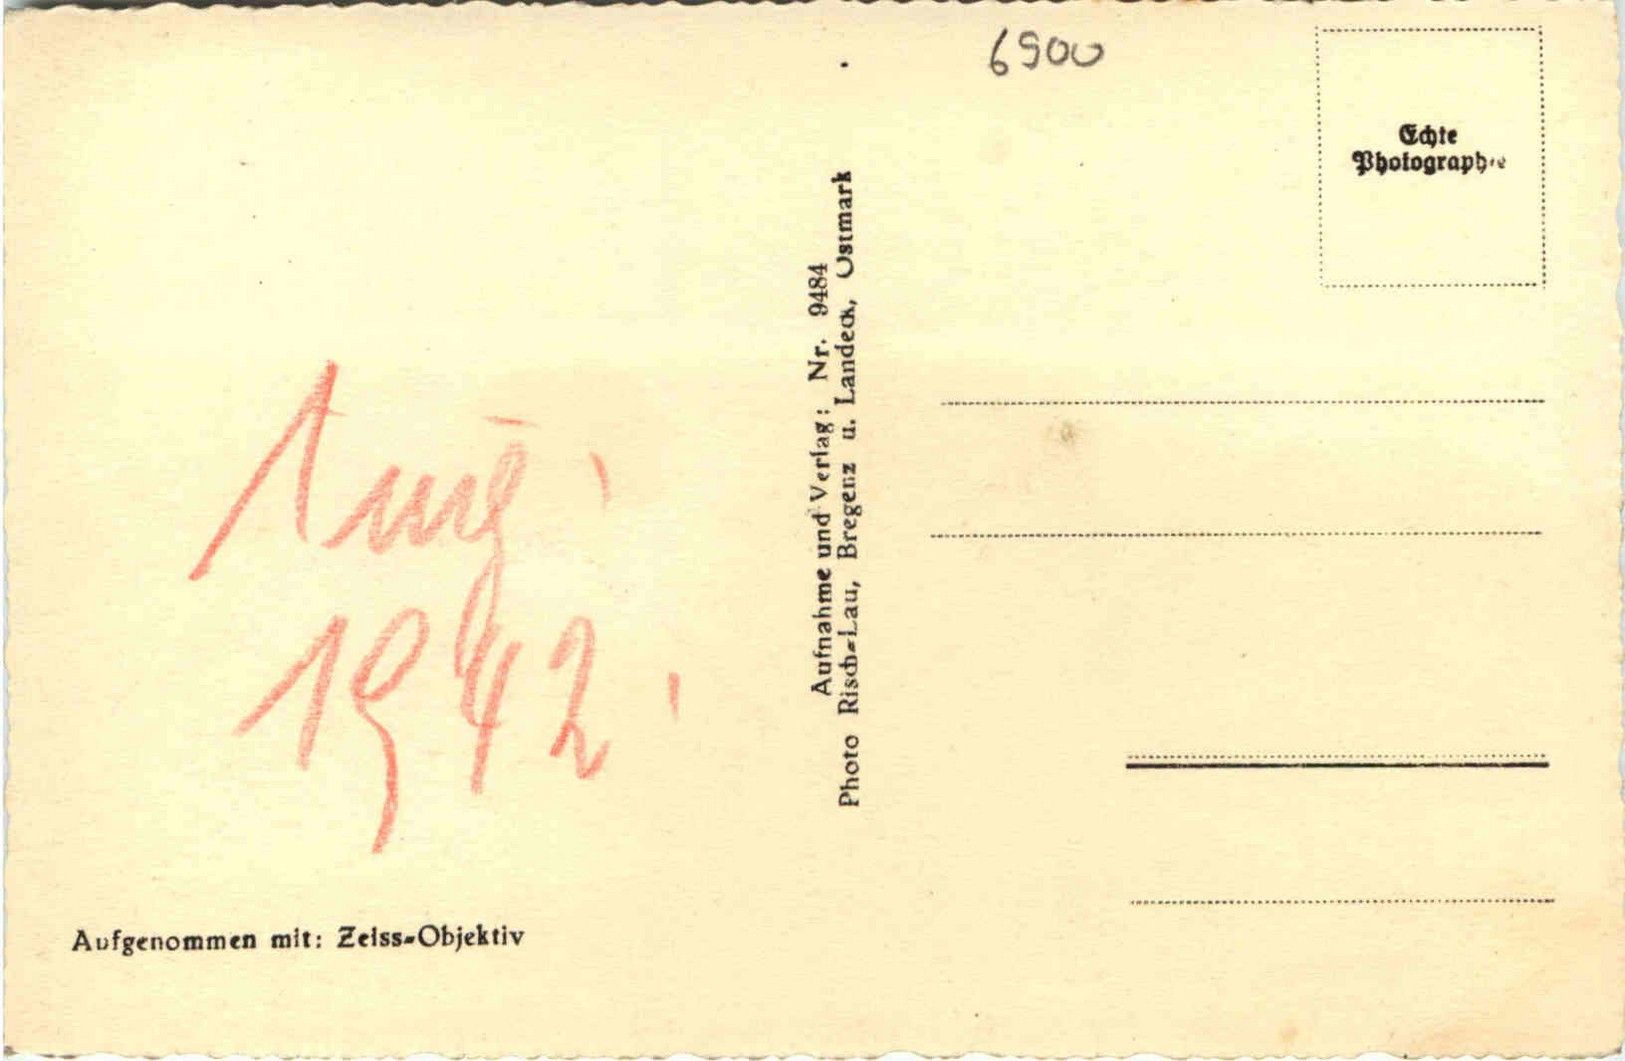 6900
Echte
Photographie
Aufnahme und Verlag: Nr. 9484
Photo Risch-Lau, Bregenz u. Landeck, Ostmark
Aug.
1942.
Aufgenommen mit: Zeiss-Objektiv